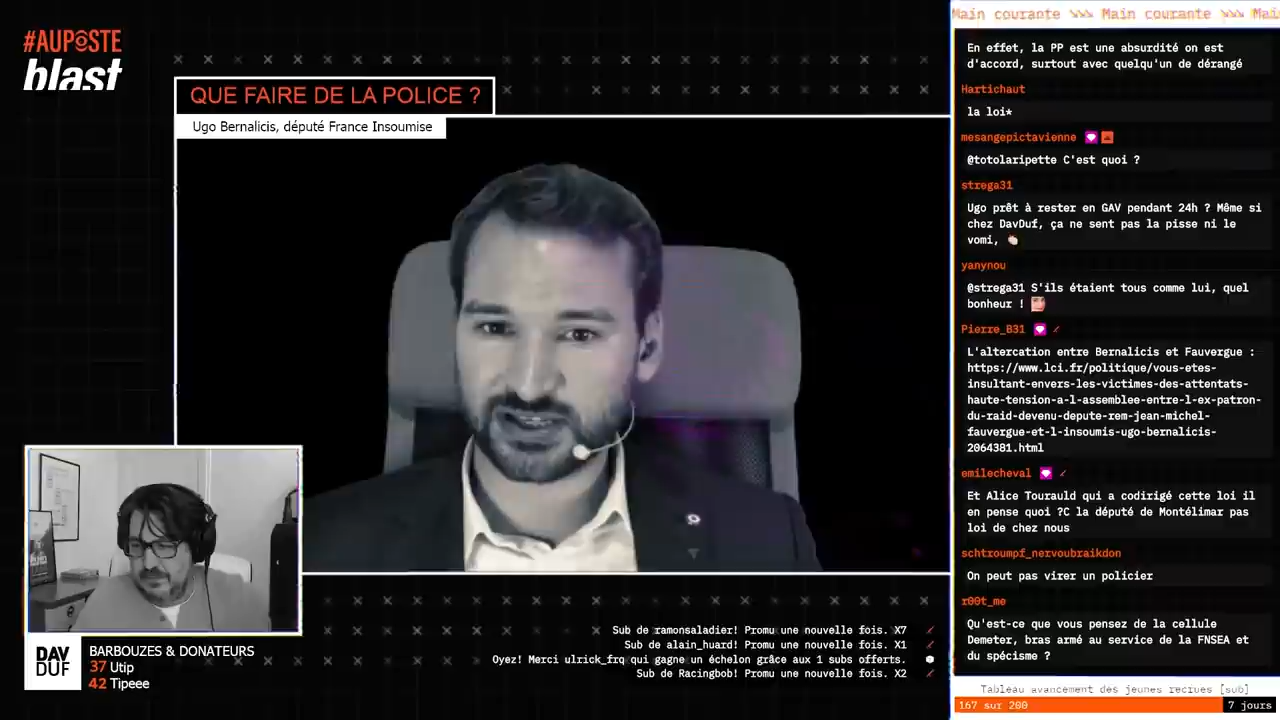 #AUPOSTE
blast
QUE FAIRE DE LA POLICE ?
Ugo Bernalicis, député France Insoumise
DAV
DUF
BARBOUZES & DONATEURS
37 Utip
42 Tipeee
Sub de ramonsaladier! Promu une nouvelle fois. X7
Sub de alain_huard! Promu une nouvelle fois. X1
Oyez! Merci ulrick_frq qui gagne un échelon grâce aux 1 subs offerts.
Sub de Racingbob! Promu une nouvelle fois. X2
Main courante Main courante Mai
En effet, la PP est une absurdité on est
d'accord, surtout avec quelqu'un de dérangé
Hartichaut
la loi*
mesangepictavienne
@totolaripette C'est quoi ?
strega31
Ugo prêt à rester en GAV pendant 24h ? Même si
chez DavDuf, ça ne sent pas la pisse ni le
vomi,
yanynou
@strega31 S'ils étaient tous comme lui, quel
bonheur !
Pierre_B31
L'altercation entre Bernalicis et Fauvergue :
https://www.lci.fr/politique/vous-etes-
insultant-envers-les-victimes-des-attentats-
haute-tension-a-l-assemblee-entre-l-ex-patron-
du-raid-devenu-depute-rem-jean-michel-
fauvergue-et-l-insoumis-ugo-bernalicis-
2064381.html
emilecheval
Et Alice Tourauld qui a codirigé cette loi il
en pense quoi ?C la député de Montélimar pas
loi de chez nous
schtroumpf_nervoubraikdon
On peut pas virer un policier
r00t_me
Qu'est-ce que vous pensez de la cellule
Demeter, bras armé au service de la FNSEA et
du spécisme ?
Tableau avancement des jeunes recrues [sub]
167 sur 200
7 jours